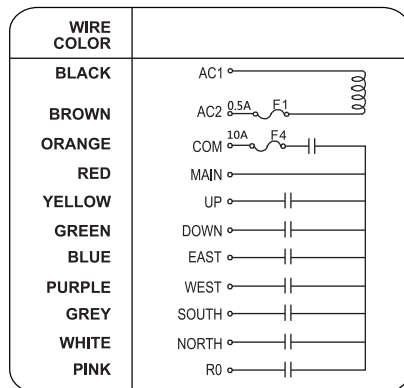 WIRE
COLOR
BLACK AC1
BROWN AC2 0.5A F1
ORANGE COM 10A F4
RED MAIN
YELLOW UP
GREEN DOWN
BLUE EAST
PURPLE WEST
GREY SOUTH
WHITE NORTH
PINK R0